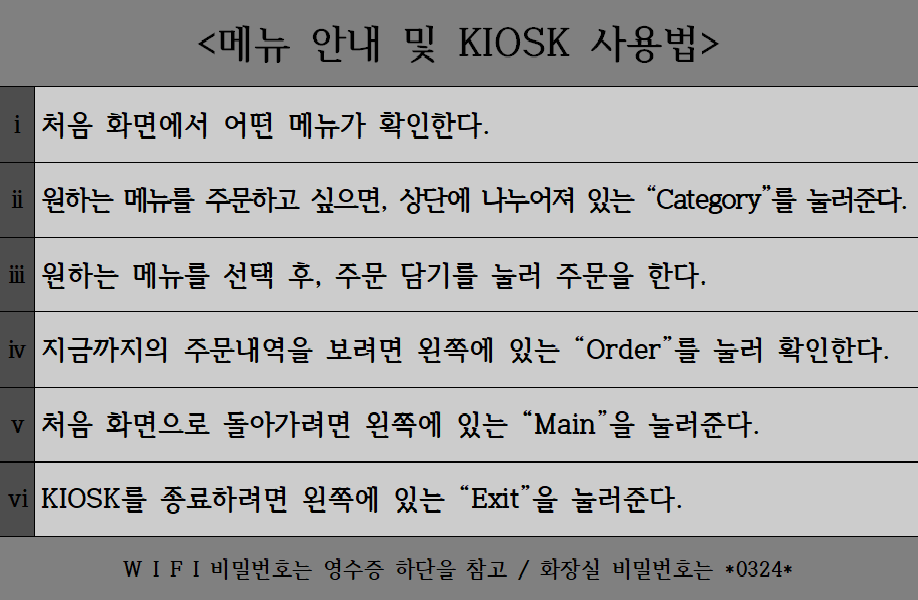 <메뉴 안내 및 KIOSK 사용법>
i 처음 화면에서 어떤 메뉴가 확인한다.
ii 원하는 메뉴를 주문하고 싶으면, 상단에 나누어져 있는 “Category”를 눌러준다.
iii 원하는 메뉴를 선택 후, 주문 담기를 눌러 주문을 한다.
iv 지금까지의 주문내역을 보려면 왼쪽에 있는 “Order”를 눌러 확인한다.
v 처음 화면으로 돌아가려면 왼쪽에 있는 “Main”을 눌러준다.
vi KIOSK를 종료하려면 왼쪽에 있는 “Exit”을 눌러준다.
W I F I 비밀번호는 영수증 하단을 참고 / 화장실 비밀번호는 *0324*